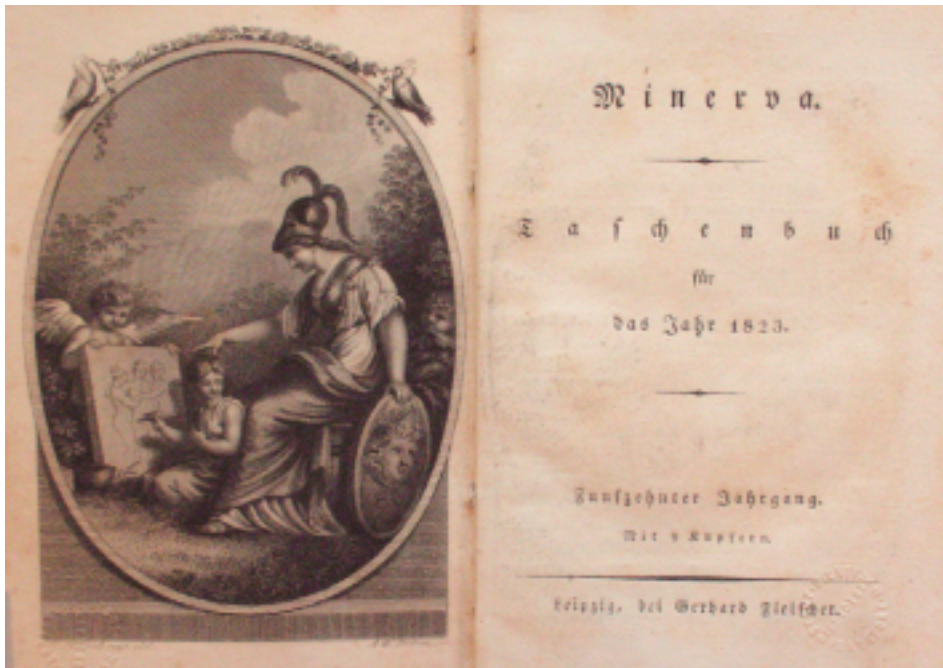 Minerva.
Taschenbuch
für
das Jahr 1823.
Funfzehnter Jahrgang.
Mit 9 Kupfern.
Leipzig, bei Gerhard Fleischer.